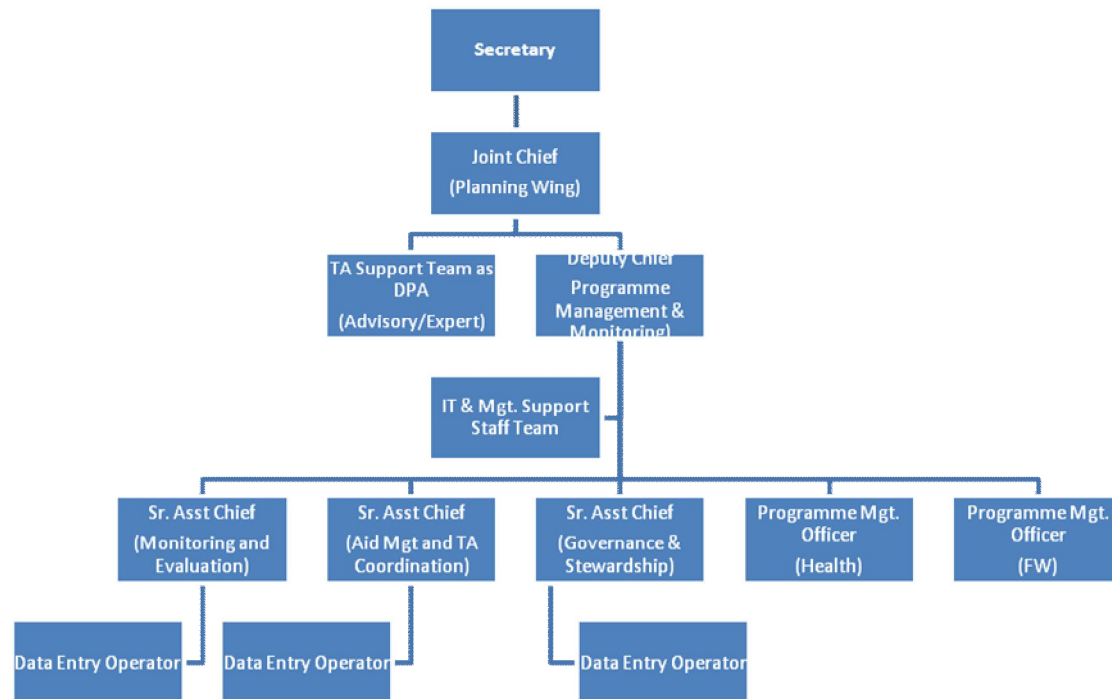 Secretary
Joint Chief
(Planning Wing)
TA Support Team as
DPA
(Advisory/Expert)
Deputy Chief
Programme
Management &
Monitoring)
IT & Mgt. Support
Staff Team
Sr. Asst Chief
(Monitoring and
Evaluation)
Sr. Asst Chief
(Aid Mgt and TA
Coordination)
Sr. Asst Chief
(Governance &
Stewardship)
Programme Mgt.
Officer
(Health)
Programme Mgt.
Officer
(FW)
Data Entry Operator
Data Entry Operator
Data Entry Operator